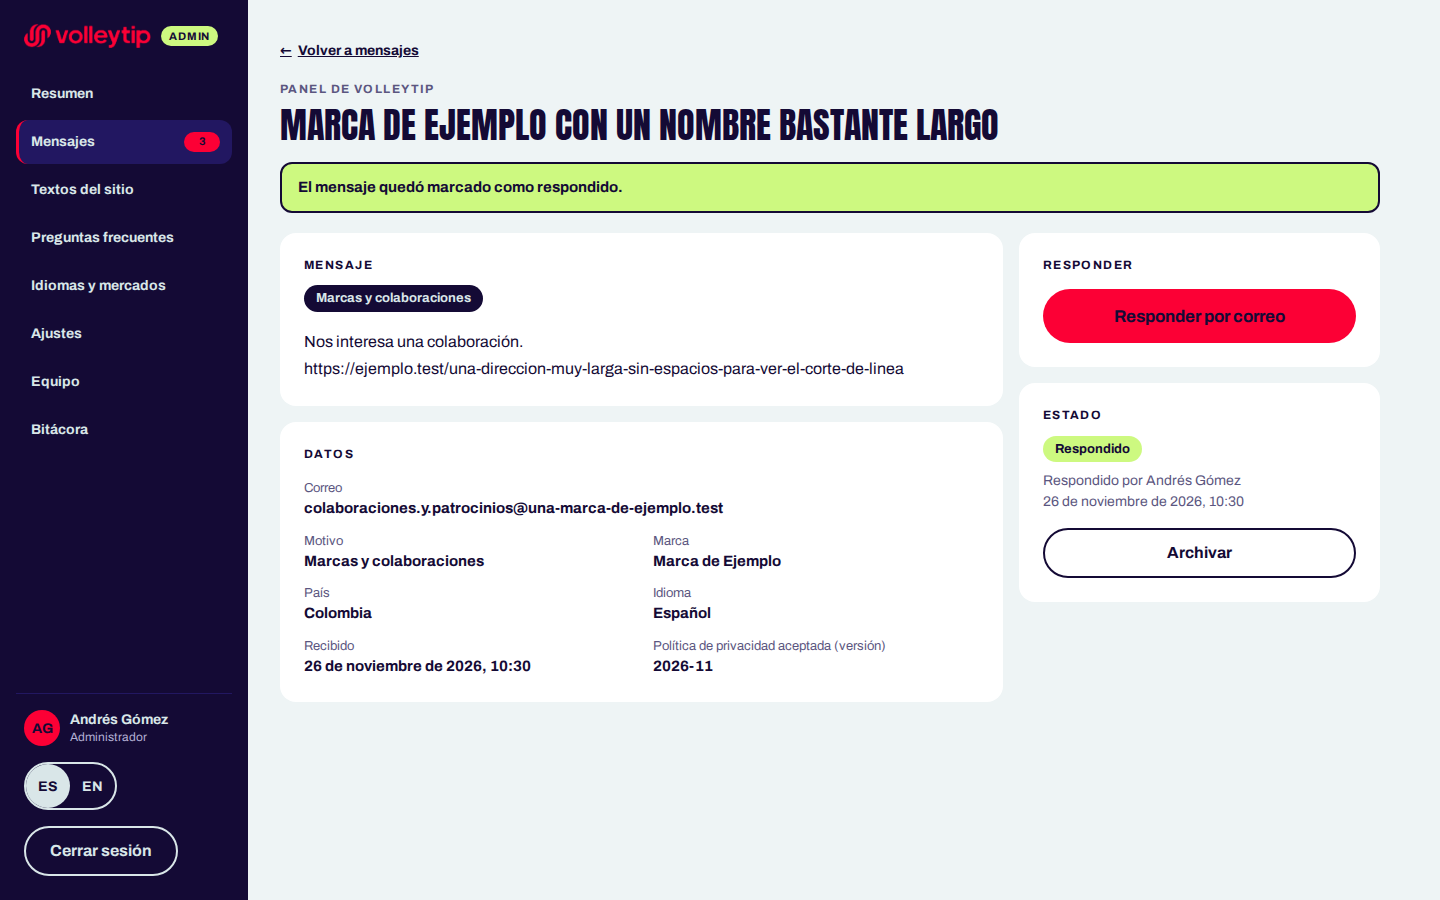 volleytip ADMIN
Resumen
Mensajes 3
Textos del sitio
Preguntas frecuentes
Idiomas y mercados
Ajustes
Equipo
Bitácora
AG
Andrés Gómez
Administrador
ES EN
Cerrar sesión
← Volver a mensajes
PANEL DE VOLLEYTIP
MARCA DE EJEMPLO CON UN NOMBRE BASTANTE LARGO
El mensaje quedó marcado como respondido.
MENSAJE
Marcas y colaboraciones
Nos interesa una colaboración.
https://ejemplo.test/una-direccion-muy-larga-sin-espacios-para-ver-el-corte-de-linea
DATOS
Correo
colaboraciones.y.patrocinios@una-marca-de-ejemplo.test
Motivo
Marcas y colaboraciones
Marca
Marca de Ejemplo
País
Colombia
Idioma
Español
Recibido
26 de noviembre de 2026, 10:30
Política de privacidad aceptada (versión)
2026-11
RESPONDER
Responder por correo
ESTADO
Respondido
Respondido por Andrés Gómez
26 de noviembre de 2026, 10:30
Archivar